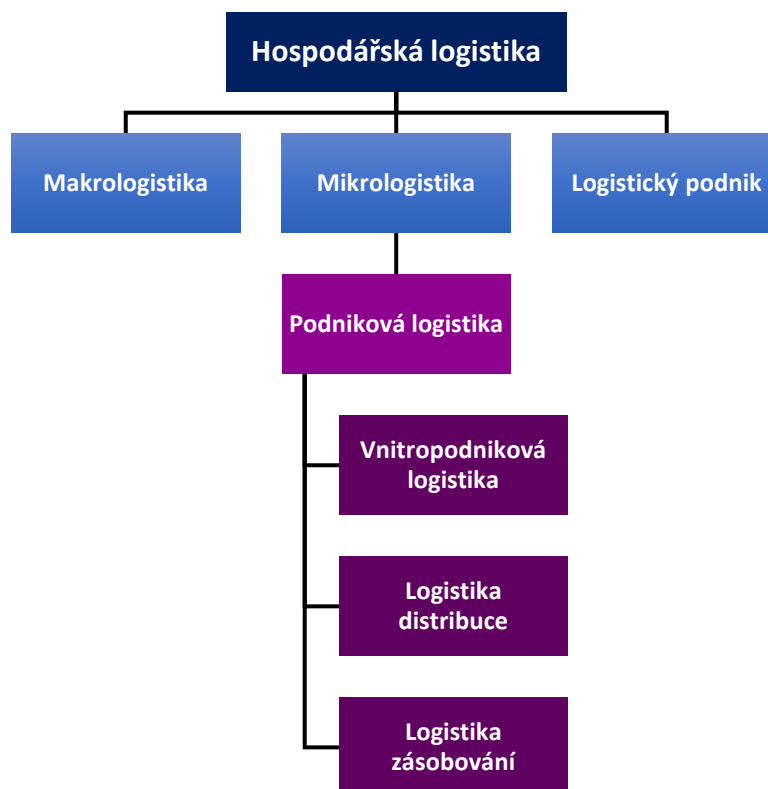 Hospodářská logistika
Makrologistika
Mikrologistika
Logistický podnik
Podniková logistika
Vnitropodniková
logistika
Logistika
distribuce
Logistika
zásobování